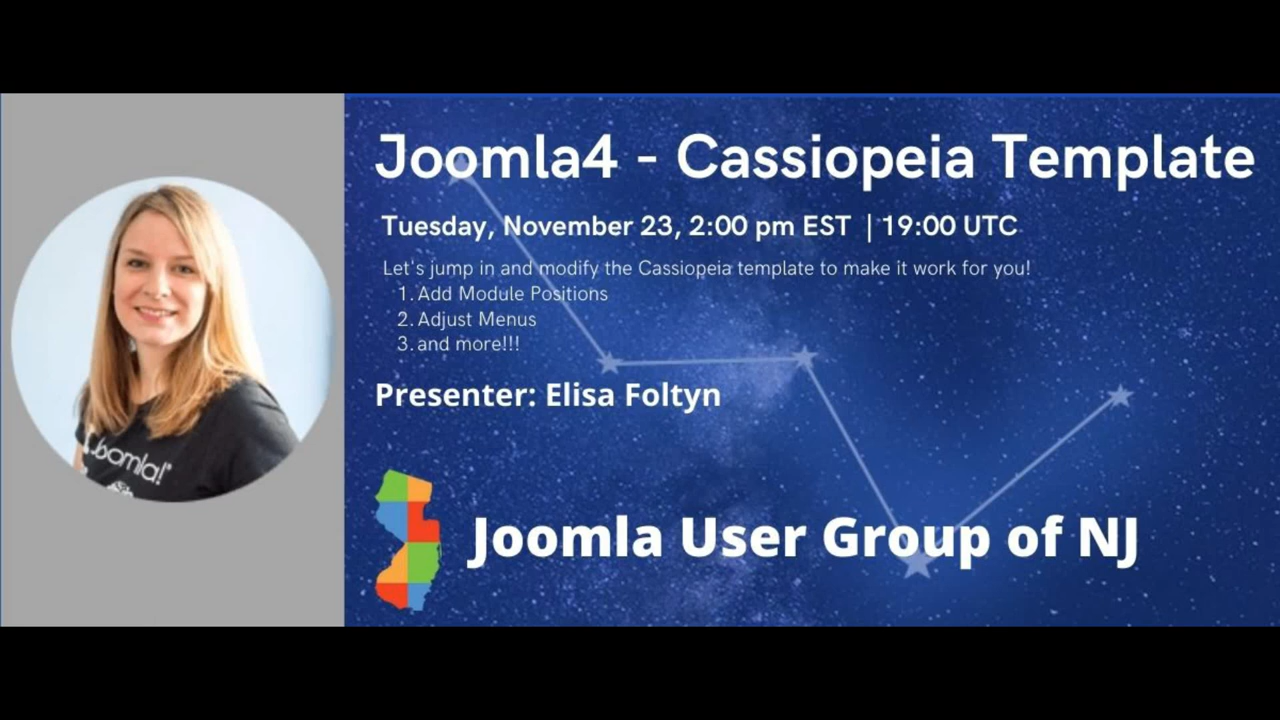 Joomla4 - Cassiopeia Template
Tuesday, November 23, 2:00 pm EST | 19:00 UTC
Let's jump in and modify the Cassiopeia template to make it work for you!
1. Add Module Positions
2. Adjust Menus
3. and more!!!
Presenter: Elisa Foltyn
Joomla!
Joomla User Group of NJ